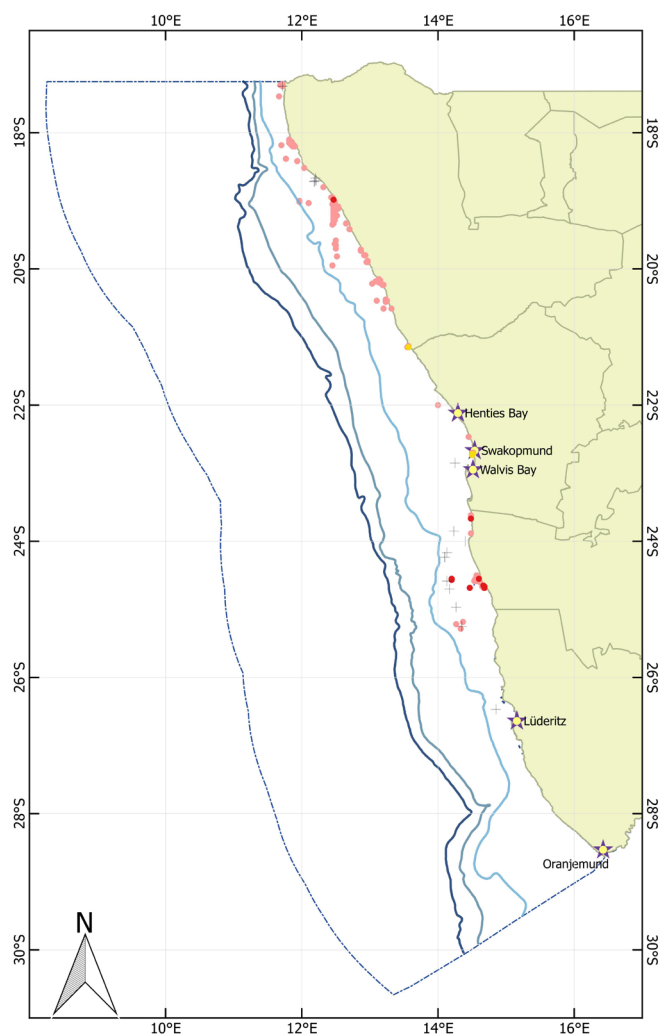 10°E 12°E 14°E 16°E
18°S 18°S
20°S 20°S
22°S 22°S
Henties Bay
Swakopmund
Walvis Bay
24°S 24°S
26°S 26°S
Lüderitz
28°S 28°S
Oranjemund
N
30°S 30°S
10°E 12°E 14°E 16°E